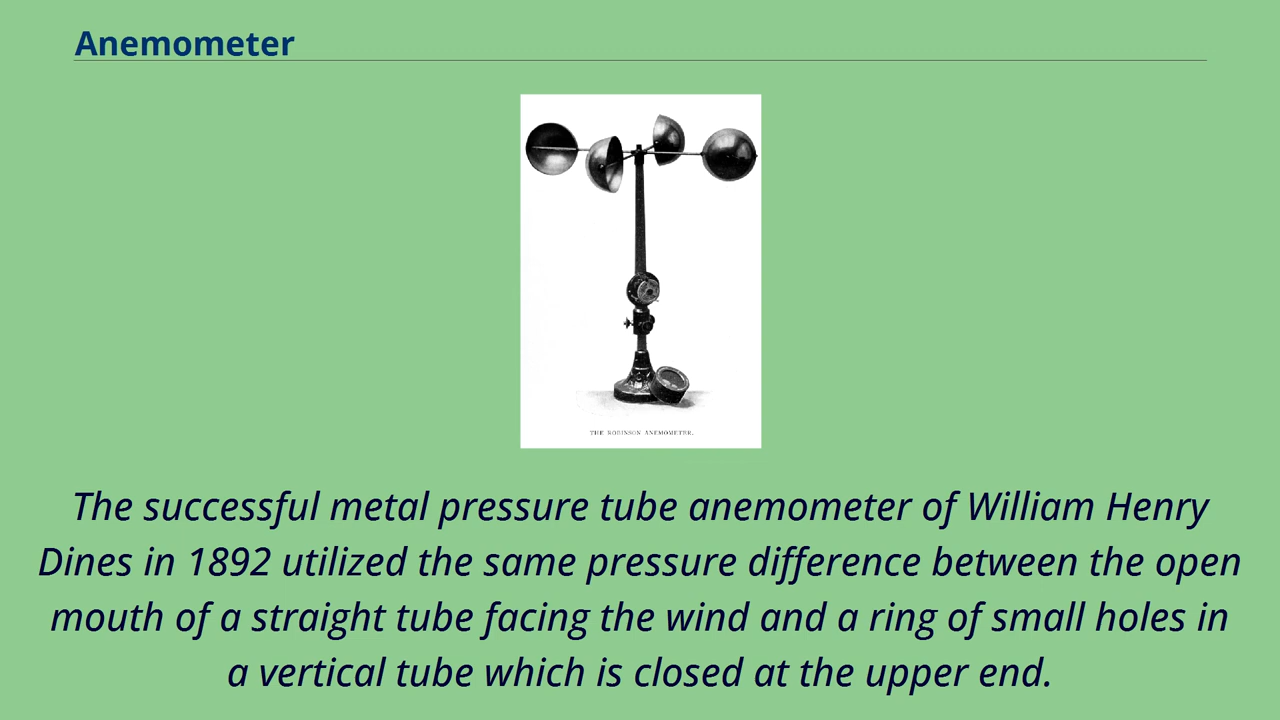 Anemometer
THE ROBINSON ANEMOMETER.
The successful metal pressure tube anemometer of William Henry
Dines in 1892 utilized the same pressure difference between the open
mouth of a straight tube facing the wind and a ring of small holes in
a vertical tube which is closed at the upper end.